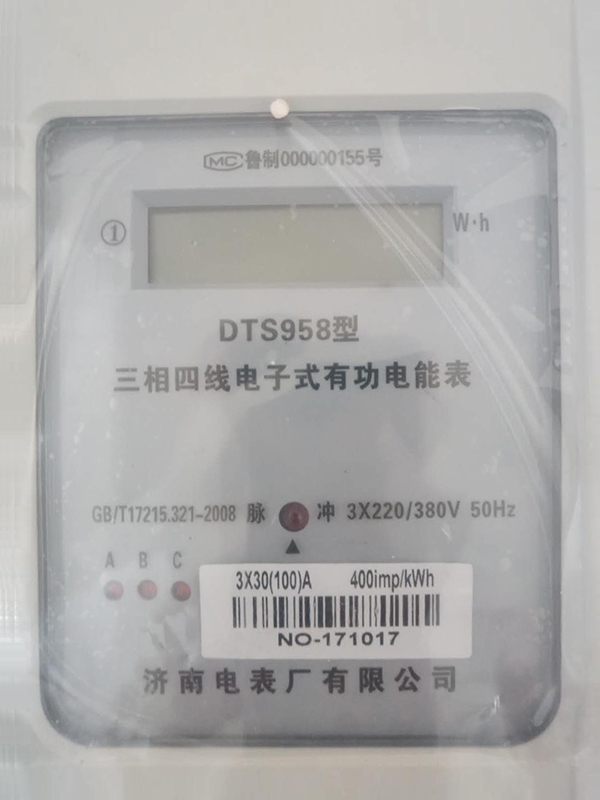 MC 鲁制000000155号
① W·h
DTS958型
三相四线电子式有功电能表
GB/T17215.321-2008 脉 冲 3X220/380V 50Hz
A B C
3X30(100)A 400imp/kWh
NO-171017
济南电表厂有限公司